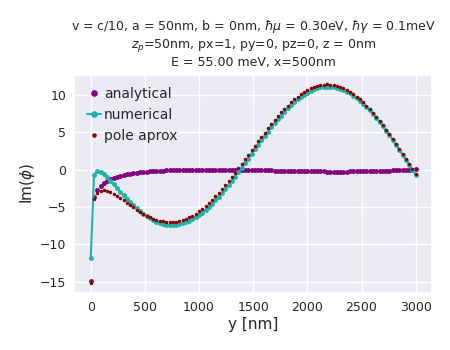 v = c/10, a = 50nm, b = 0nm, ℏμ = 0.30eV, ℏγ = 0.1meV
z_p=50nm, px=1, py=0, pz=0, z = 0nm
E = 55.00 meV, x=500nm
analytical
numerical
pole aprox
Im(ϕ)
10
5
0
−5
−10
−15
0 500 1000 1500 2000 2500 3000
y [nm]